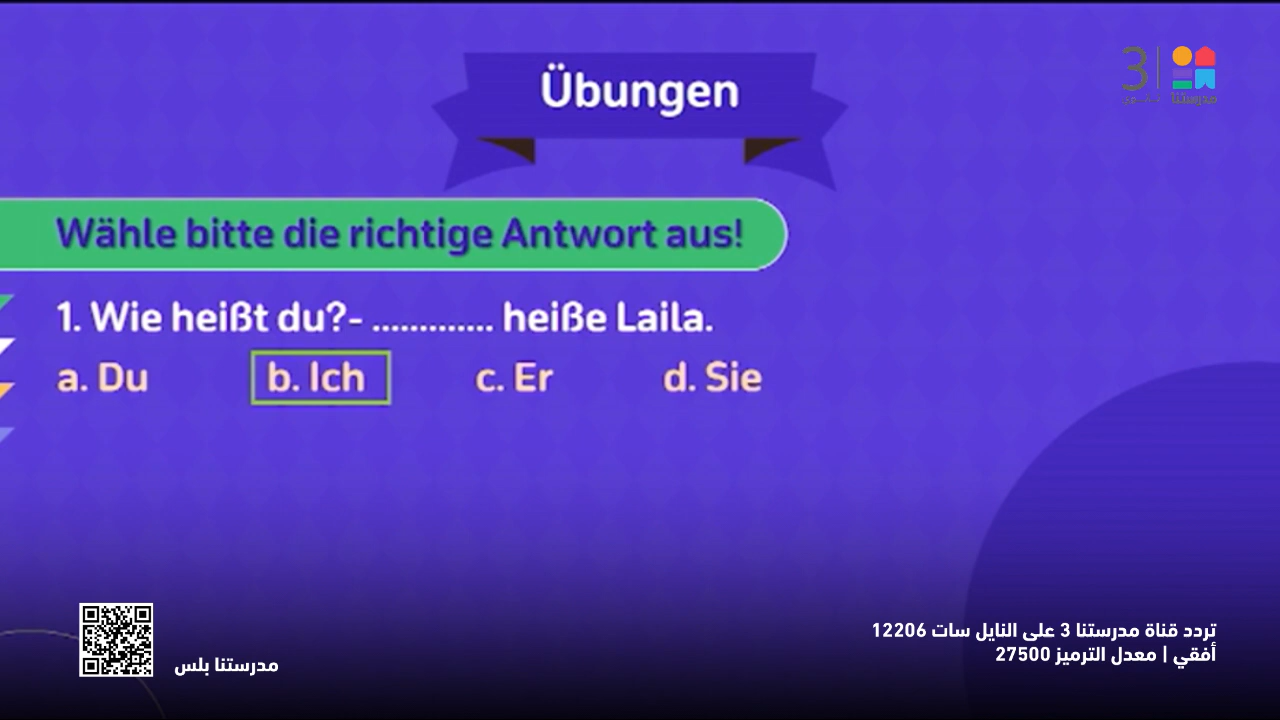 Übungen
3
مدرستنا
Wähle bitte die richtige Antwort aus!
1. Wie heißt du?- ............. heiße Laila.
a. Du b. Ich c. Er d. Sie
تردد قناة مدرستنا 3 على النايل سات 12206
أفقي | معدل الترميز 27500
مدرستنا بلس